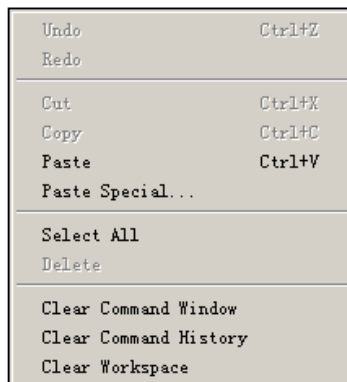 Undo Ctrl+Z
Redo
Cut Ctrl+X
Copy Ctrl+C
Paste Ctrl+V
Paste Special...
Select All
Delete
Clear Command Window
Clear Command History
Clear Workspace